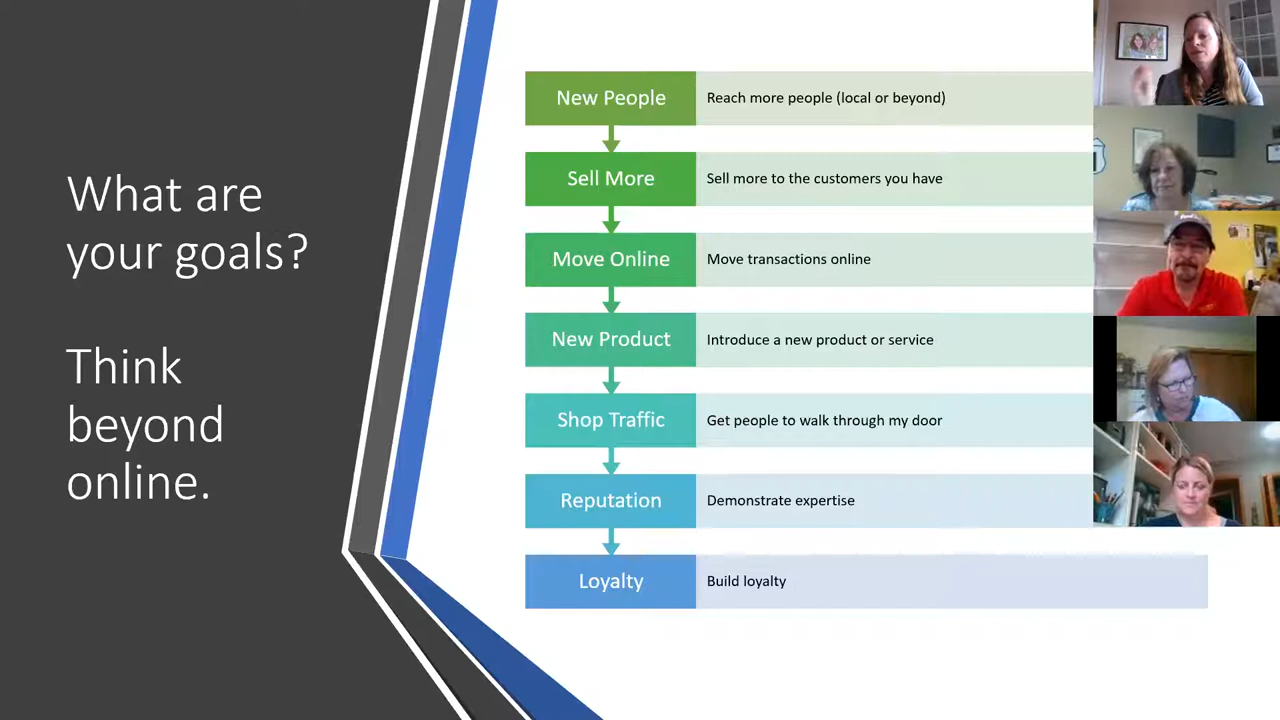 What are
your goals?
Think
beyond
online.
New People
Reach more people (local or beyond)
Sell More
Sell more to the customers you have
Move Online
Move transactions online
New Product
Introduce a new product or service
Shop Traffic
Get people to walk through my door
Reputation
Demonstrate expertise
Loyalty
Build loyalty